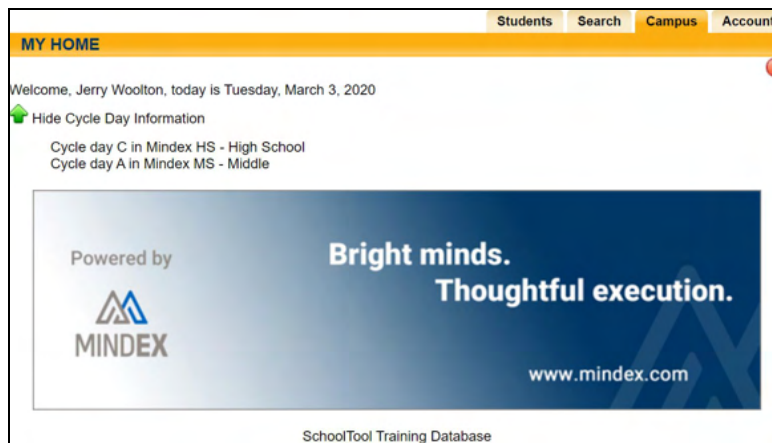 Students Search Campus Account
MY HOME
Welcome, Jerry Woolton, today is Tuesday, March 3, 2020
Hide Cycle Day Information
Cycle day C in Mindex HS - High School
Cycle day A in Mindex MS - Middle
Powered by
MINDEX
Bright minds.
Thoughtful execution.
www.mindex.com
SchoolTool Training Database